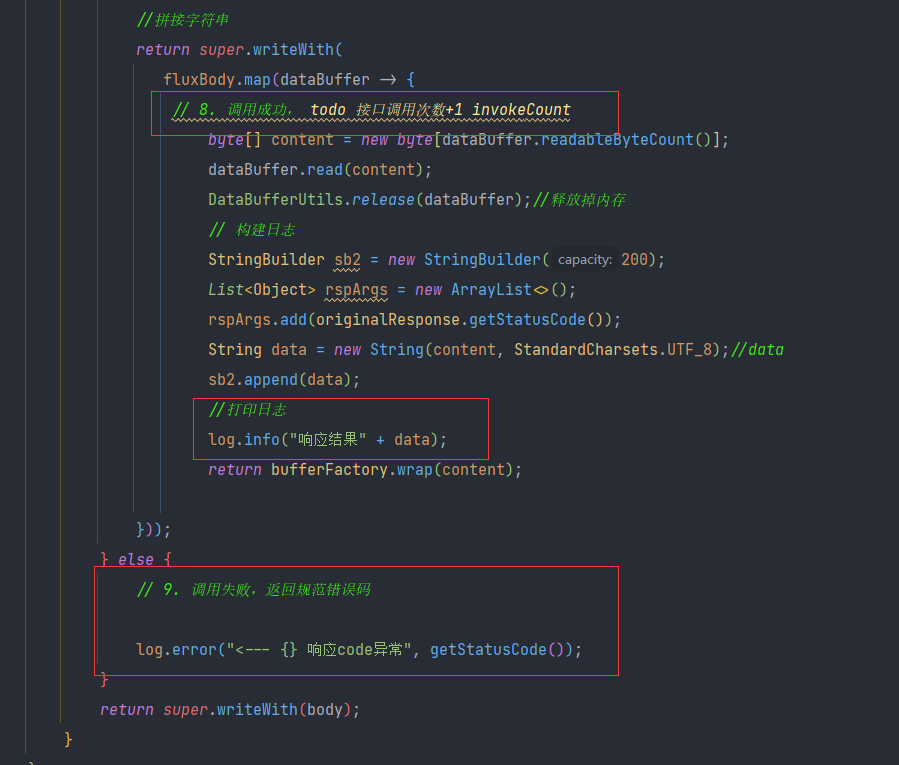 //拼接字符串
return super.writeWith(
fluxBody.map(dataBuffer -> {
// 8. 调用成功, todo 接口调用次数+1 invokeCount
byte[] content = new byte[dataBuffer.readableByteCount()];
dataBuffer.read(content);
DataBufferUtils.release(dataBuffer);//释放掉内存
// 构建日志
StringBuilder sb2 = new StringBuilder( capacity: 200);
List<Object> rspArgs = new ArrayList<>();
rspArgs.add(originalResponse.getStatusCode());
String data = new String(content, StandardCharsets.UTF_8);//data
sb2.append(data);
//打印日志
log.info("响应结果" + data);
return bufferFactory.wrap(content);
}));
} else {
// 9. 调用失败,返回规范错误码
log.error("<--- {} 响应code异常", getStatusCode());
}
return super.writeWith(body);
}